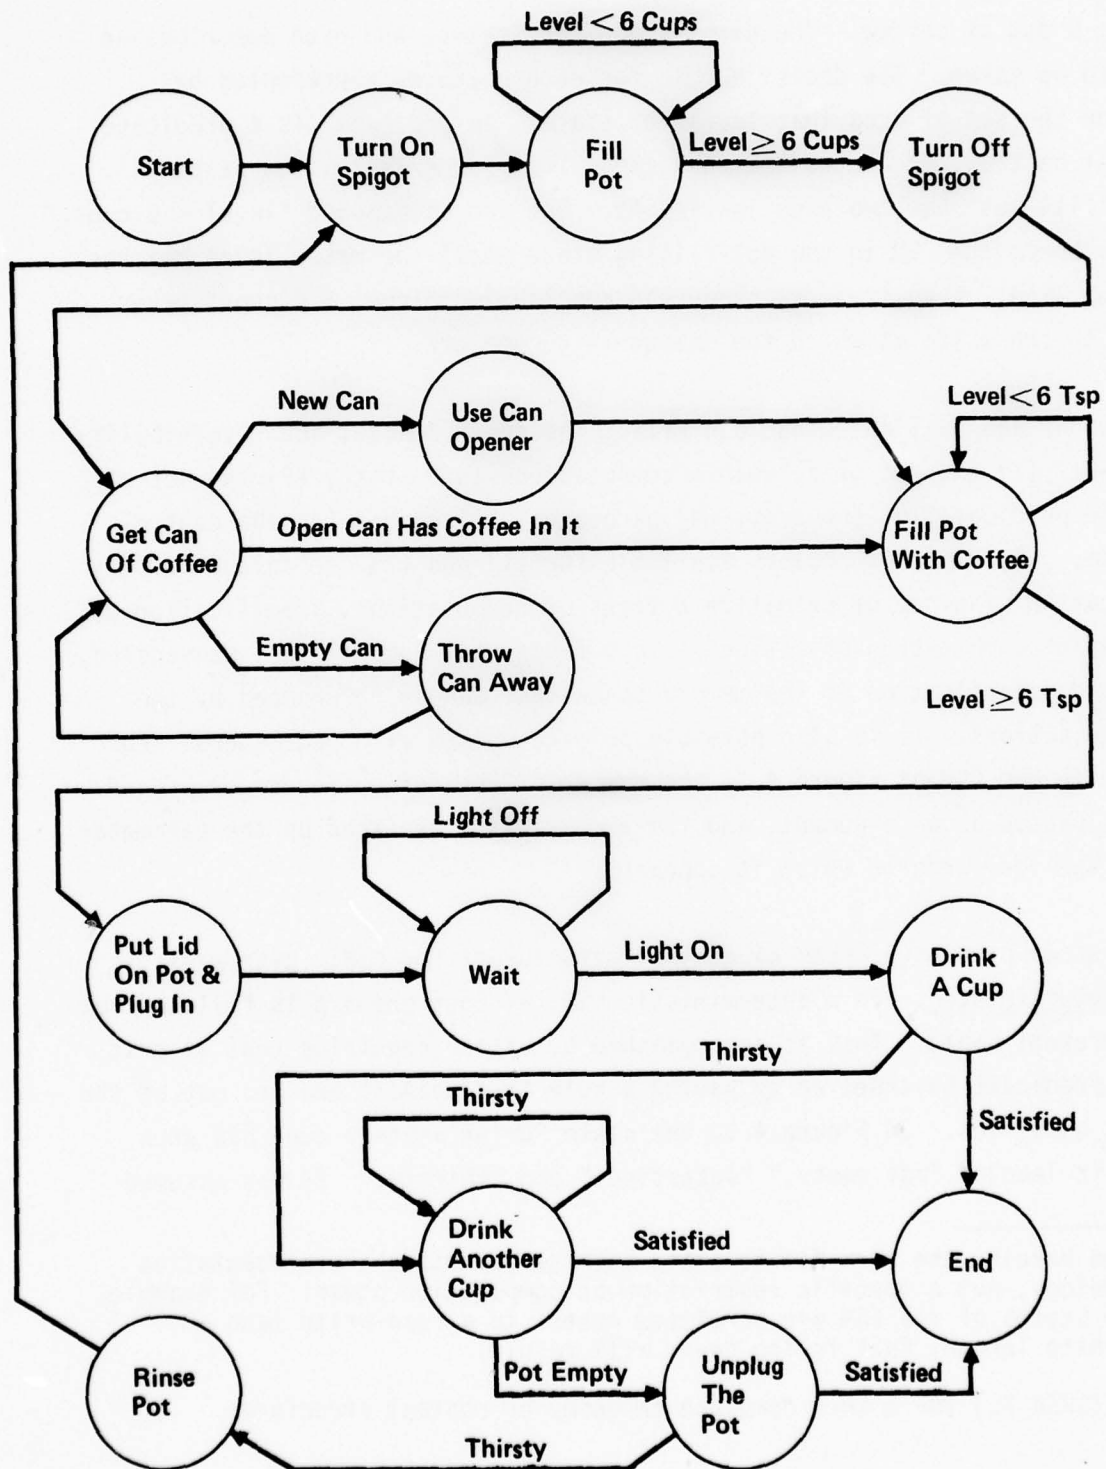 Level < 6 Cups
Start
Turn On
Spigot
Fill
Pot
Level ≥ 6 Cups
Turn Off
Spigot
New Can
Use Can
Opener
Level < 6 Tsp
Get Can
Of Coffee
Open Can Has Coffee In It
Fill Pot
With Coffee
Empty Can
Throw
Can Away
Level ≥ 6 Tsp
Light Off
Put Lid
On Pot &
Plug In
Wait
Light On
Drink
A Cup
Thirsty
Thirsty
Satisfied
Drink
Another
Cup
Satisfied
End
Rinse
Pot
Pot Empty
Unplug
The
Pot
Satisfied
Thirsty